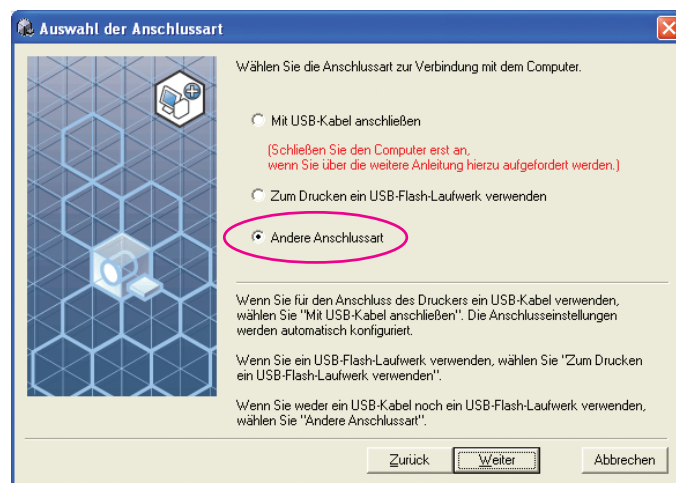 Auswahl der Anschlussart
Wählen Sie die Anschlussart zur Verbindung mit dem Computer.
Mit USB-Kabel anschließen
(Schließen Sie den Computer erst an,
wenn Sie über die weitere Anleitung hierzu aufgefordert werden.)
Zum Drucken ein USB-Flash-Laufwerk verwenden
Andere Anschlussart
Wenn Sie für den Anschluss des Druckers ein USB-Kabel verwenden,
wählen Sie "Mit USB-Kabel anschließen". Die Anschlusseinstellungen
werden automatisch konfiguriert.
Wenn Sie ein USB-Flash-Laufwerk verwenden, wählen Sie "Zum Drucken
ein USB-Flash-Laufwerk verwenden".
Wenn Sie weder ein USB-Kabel noch ein USB-Flash-Laufwerk verwenden,
wählen Sie "Andere Anschlussart".
Zurück Weiter Abbrechen